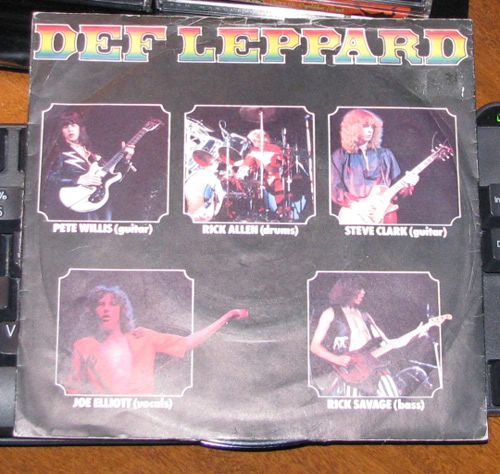 DEF LEPPARD
PETE WILLIS (guitar)
RICK ALLEN (drums)
STEVE CLARK (guitar)
JOE ELLIOTT (vocals)
RICK SAVAGE (bass)
V